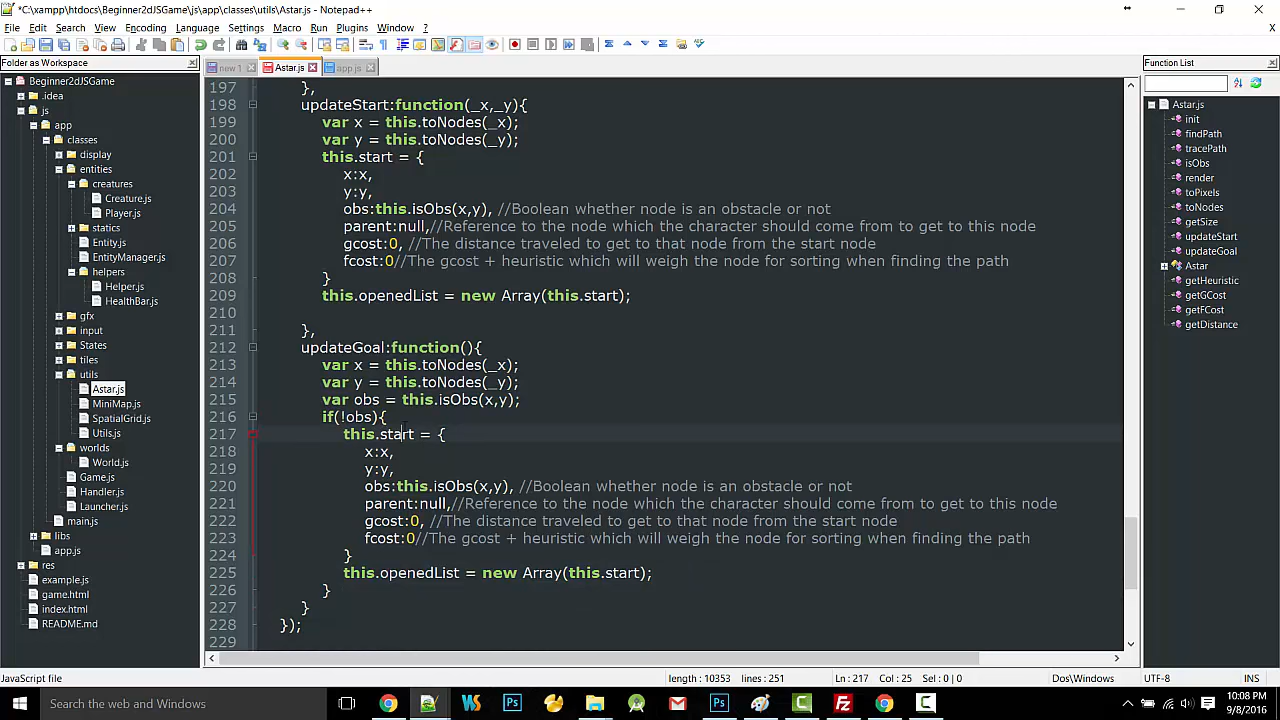 *C:\xampp\htdocs\Beginner2dJSGame\js\app\classes\utils\Astar.js - Notepad++
File Edit Search View Encoding Language Settings Macro Run Plugins Window ? X
Folder as Workspace
Beginner2dJSGame
.idea
js
app
classes
display
entities
creatures
Creature.js
Player.js
statics
Entity.js
EntityManager.js
helpers
Helper.js
HealthBar.js
gfx
input
States
tiles
utils
Astar.js
MiniMap.js
SpatialGrid.js
Utils.js
worlds
World.js
Game.js
Handler.js
Launcher.js
main.js
libs
app.js
res
example.js
game.html
index.html
README.md
new 1 Astar.js app.js
197 },
198 updateStart:function(_x,_y){
199 var x = this.toNodes(_x);
200 var y = this.toNodes(_y);
201 this.start = {
202 x:x,
203 y:y,
204 obs:this.isObs(x,y), //Boolean whether node is an obstacle or not
205 parent:null,//Reference to the node which the character should come from to get to this node
206 gcost:0, //The distance traveled to get to that node from the start node
207 fcost:0//The gcost + heuristic which will weigh the node for sorting when finding the path
208 }
209 this.openedList = new Array(this.start);
210
211 },
212 updateGoal:function(){
213 var x = this.toNodes(_x);
214 var y = this.toNodes(_y);
215 var obs = this.isObs(x,y);
216 if(!obs){
217 this.start = {
218 x:x,
219 y:y,
220 obs:this.isObs(x,y), //Boolean whether node is an obstacle or not
221 parent:null,//Reference to the node which the character should come from to get to this node
222 gcost:0, //The distance traveled to get to that node from the start node
223 fcost:0//The gcost + heuristic which will weigh the node for sorting when finding the path
224 }
225 this.openedList = new Array(this.start);
226 }
227 }
228 });
229
Function List
Astar.js
init
findPath
tracePath
isObs
render
toPixels
toNodes
getSize
updateStart
updateGoal
Astar
getHeuristic
getGCost
getFCost
getDistance
JavaScript file length : 10353 lines : 251 Ln : 217 Col : 25 Sel : 0 | 0 Dos\Windows UTF-8 INS
Search the web and Windows
10:08 PM
9/8/2016